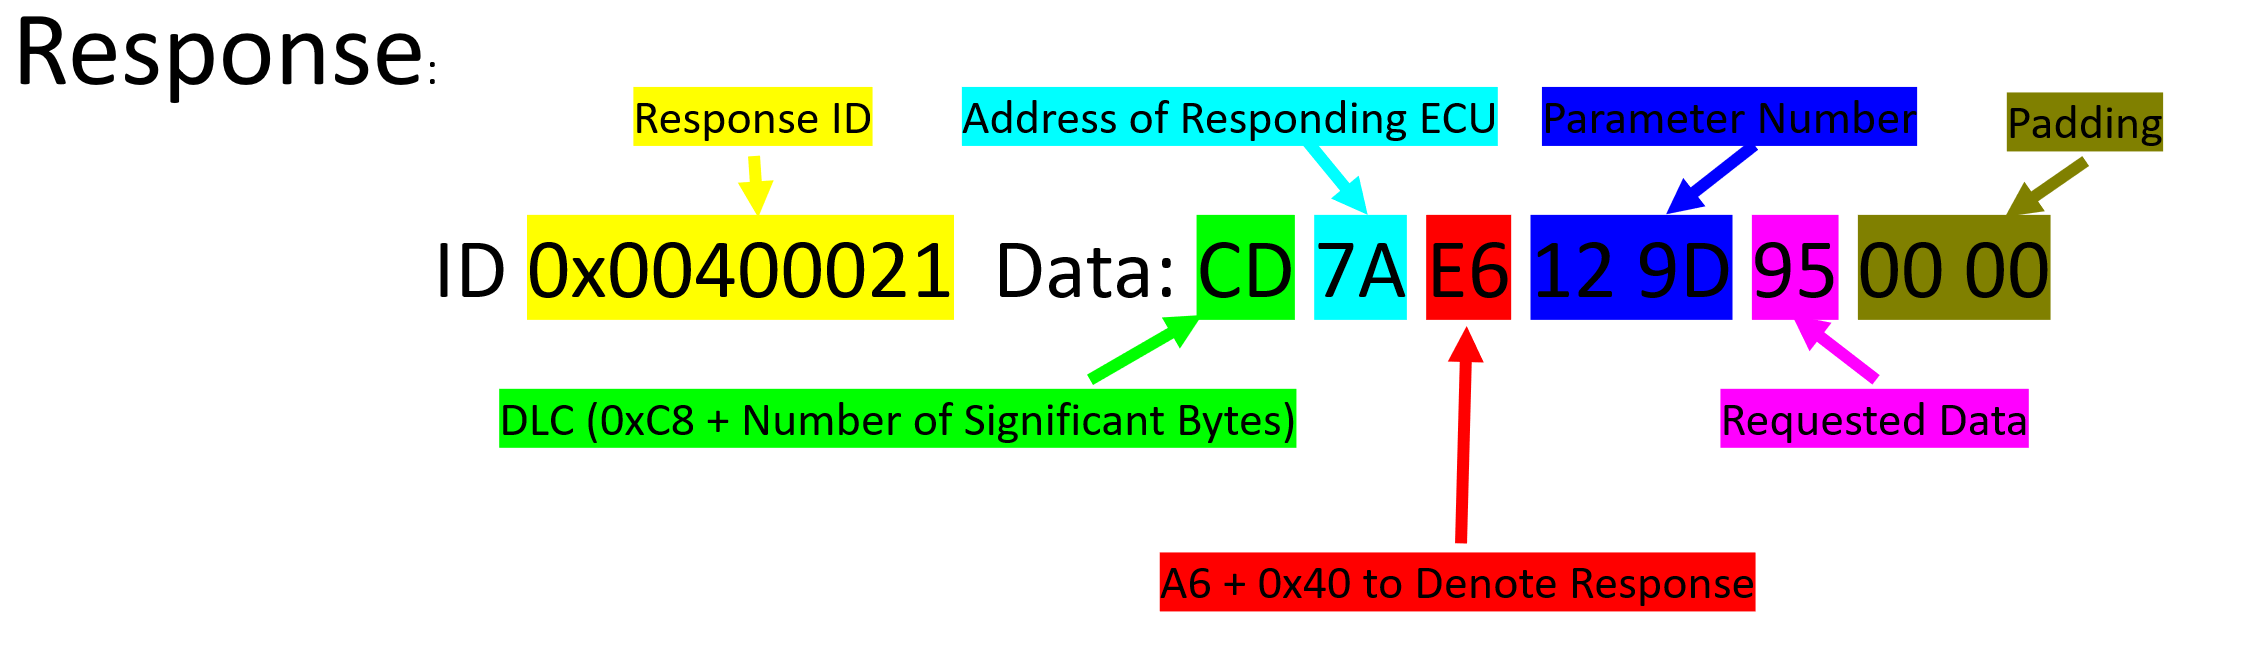 Response:
Response ID
Address of Responding ECU
Parameter Number
Padding
ID 0x00400021 Data: CD 7A E6 12 9D 95 00 00
DLC (0xC8 + Number of Significant Bytes)
Requested Data
A6 + 0x40 to Denote Response